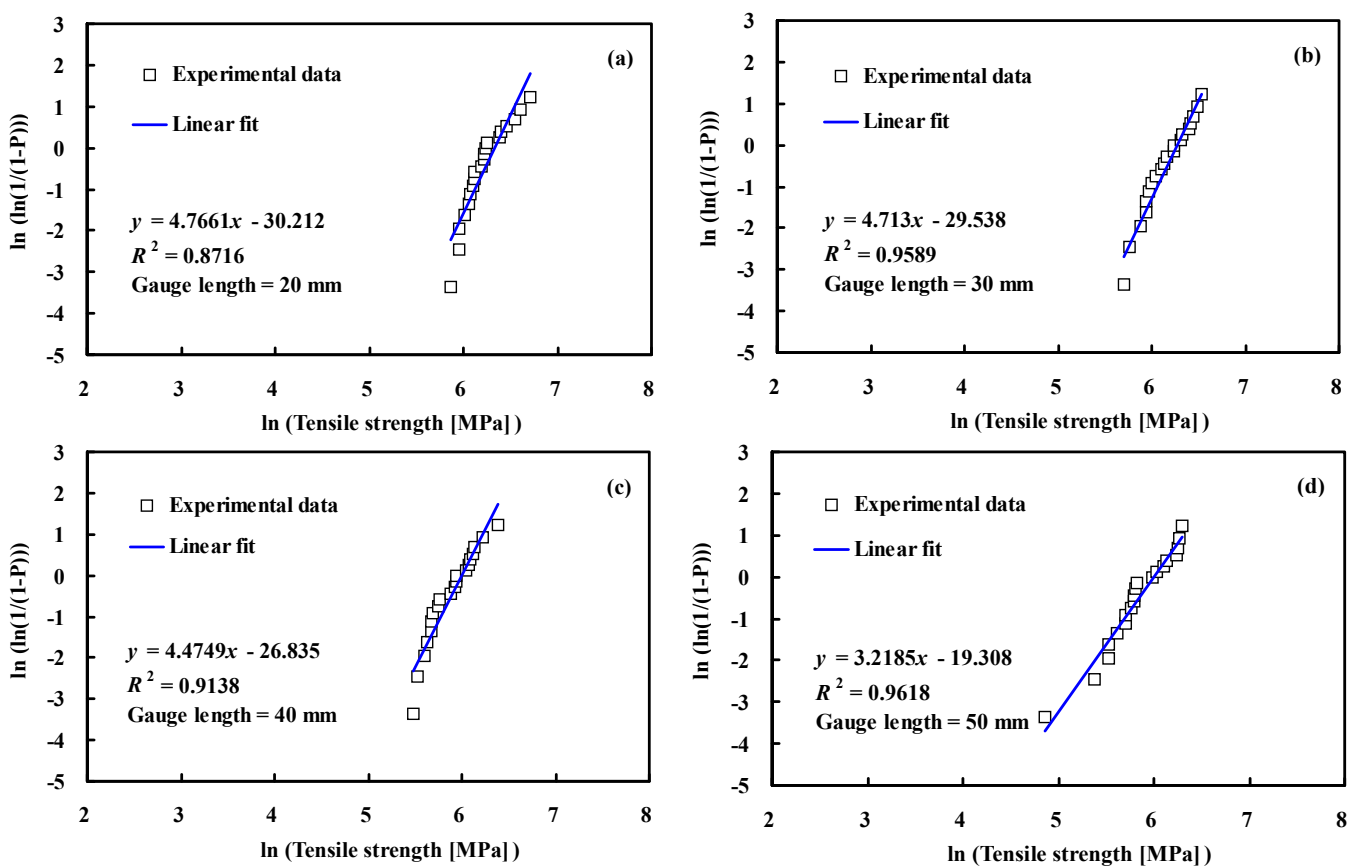 (a)
Experimental data
Linear fit
y = 4.7661x - 30.212
R² = 0.8716
Gauge length = 20 mm
3
2
1
0
-1
-2
-3
-4
-5
ln (ln(1/(1-P)))
2 3 4 5 6 7 8
ln (Tensile strength [MPa] )
(b)
Experimental data
Linear fit
y = 4.713x - 29.538
R² = 0.9589
Gauge length = 30 mm
3
2
1
0
-1
-2
-3
-4
-5
ln (ln(1/(1-P)))
2 3 4 5 6 7 8
ln (Tensile strength [MPa] )
(c)
Experimental data
Linear fit
y = 4.4749x - 26.835
R² = 0.9138
Gauge length = 40 mm
3
2
1
0
-1
-2
-3
-4
-5
ln (ln(1/(1-P)))
2 3 4 5 6 7 8
ln (Tensile strength [MPa] )
(d)
Experimental data
Linear fit
y = 3.2185x - 19.308
R² = 0.9618
Gauge length = 50 mm
3
2
1
0
-1
-2
-3
-4
-5
ln (ln(1/(1-P)))
2 3 4 5 6 7 8
ln (Tensile strength [MPa] )